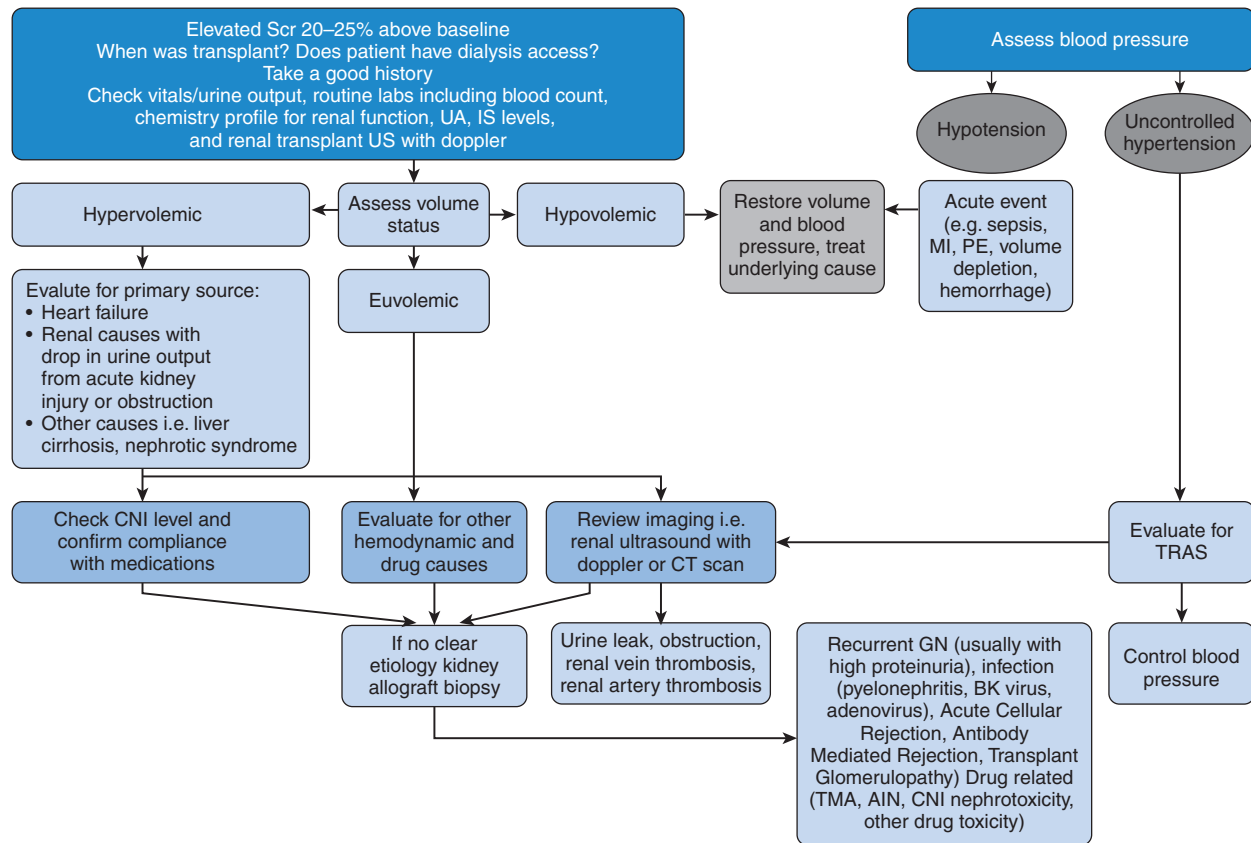 Elevated Scr 20–25% above baseline
When was transplant? Does patient have dialysis access?
Take a good history
Check vitals/urine output, routine labs including blood count,
chemistry profile for renal function, UA, IS levels,
and renal transplant US with doppler
Assess blood pressure
Hypotension
Uncontrolled
hypertension
Hypervolemic
Assess volume
status
Hypovolemic
Restore volume
and blood
pressure, treat
underlying cause
Acute event
(e.g. sepsis,
MI, PE, volume
depletion,
hemorrhage)
Evalute for primary source:
• Heart failure
• Renal causes with
drop in urine output
from acute kidney
injury or obstruction
• Other causes i.e. liver
cirrhosis, nephrotic syndrome
Euvolemic
Check CNI level and
confirm compliance
with medications
Evaluate for other
hemodynamic and
drug causes
Review imaging i.e.
renal ultrasound with
doppler or CT scan
Evaluate for
TRAS
If no clear
etiology kidney
allograft biopsy
Urine leak, obstruction,
renal vein thrombosis,
renal artery thrombosis
Recurrent GN (usually with
high proteinuria), infection
(pyelonephritis, BK virus,
adenovirus), Acute Cellular
Rejection, Antibody
Mediated Rejection, Transplant
Glomerulopathy) Drug related
(TMA, AIN, CNI nephrotoxicity,
other drug toxicity)
Control blood
pressure